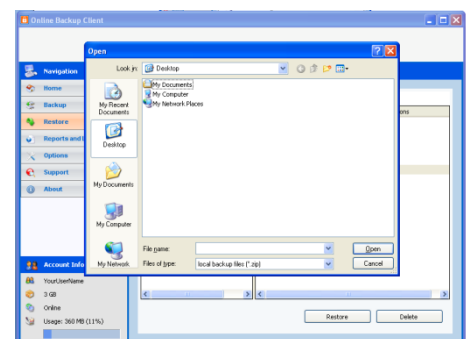 Online Backup Client
Open
Look in:
Desktop
My Documents
My Computer
My Network Places
My Recent
Documents
Desktop
My Documents
My Computer
My Network
File name:
Open
Files of type:
local backup files (*.zip)
Cancel
Navigation
Home
Backup
Restore
Reports and
Options
Support
About
Account Info
YourUserName
3 GB
Online
Usage: 360 MB (11%)
Restore
Delete